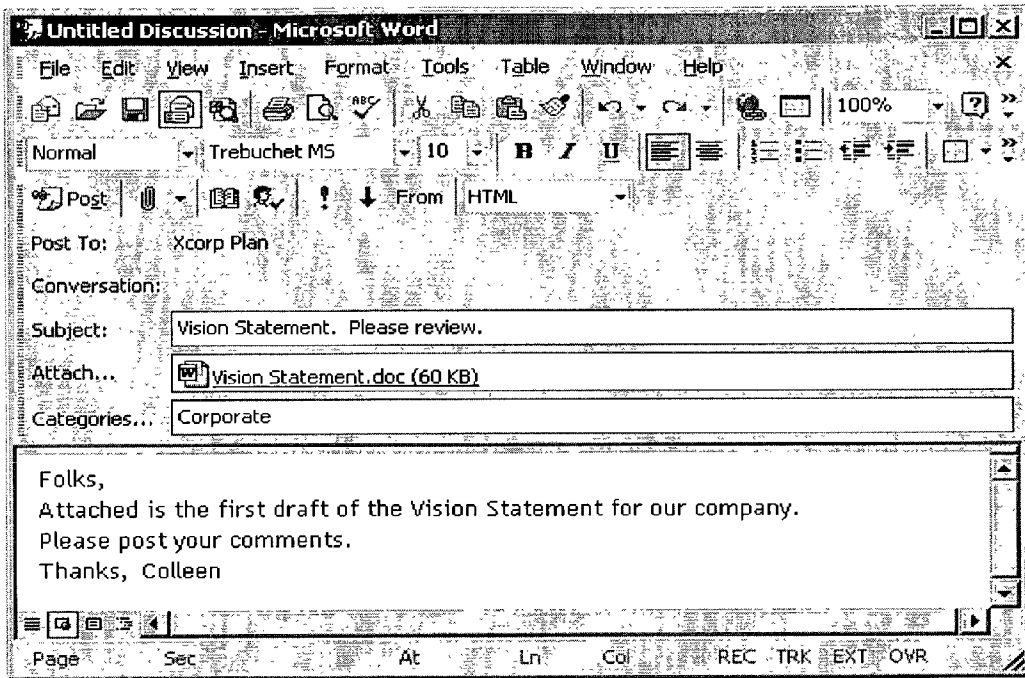 Untitled Discussion - Microsoft Word
File Edit View Insert Format Tools Table Window Help
ABC 100%
Normal Trebuchet MS 10 B I U
Post From HTML
Post To: Xcorp Plan
Conversation:
Subject: Vision Statement. Please review.
Attach... Vision Statement.doc (60 KB)
Categories... Corporate
Folks,
Attached is the first draft of the Vision Statement for our company.
Please post your comments.
Thanks, Colleen
Page Sec At Ln Col REC TRK EXT OVR